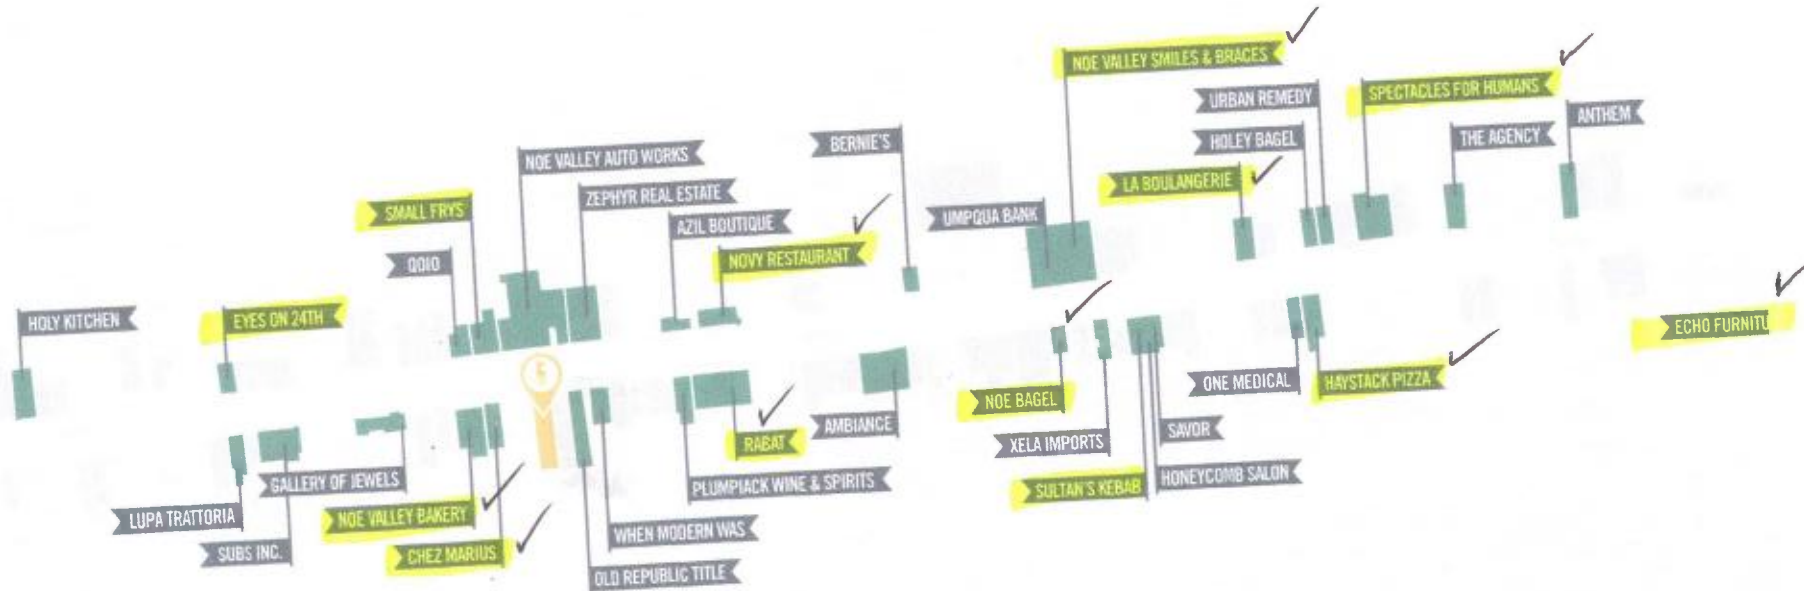 NOE VALLEY SMILES & BRACES
URBAN REMEDY
SPECTACLES FOR HUMANS
ANTHEM
HOLEY BAGEL
THE AGENCY
BERNIE'S
NOE VALLEY AUTO WORKS
LA BOULANGERIE
ZEPHYR REAL ESTATE
SMALL FRYS
AZIL BOUTIQUE
UMPQUA BANK
QOIO
NOVY RESTAURANT
HOLY KITCHEN
EYES ON 24TH
ECHO FURNITU
5
ONE MEDICAL
HAYSTACK PIZZA
NOE BAGEL
AMBIANCE
SAVOR
RABAT
XELA IMPORTS
GALLERY OF JEWELS
PLUMPJACK WINE & SPIRITS
SULTAN'S KEBAB
HONEYCOMB SALON
LUPA TRATTORIA
NOE VALLEY BAKERY
WHEN MODERN WAS
SUBS INC.
CHEZ MARIUS
OLD REPUBLIC TITLE